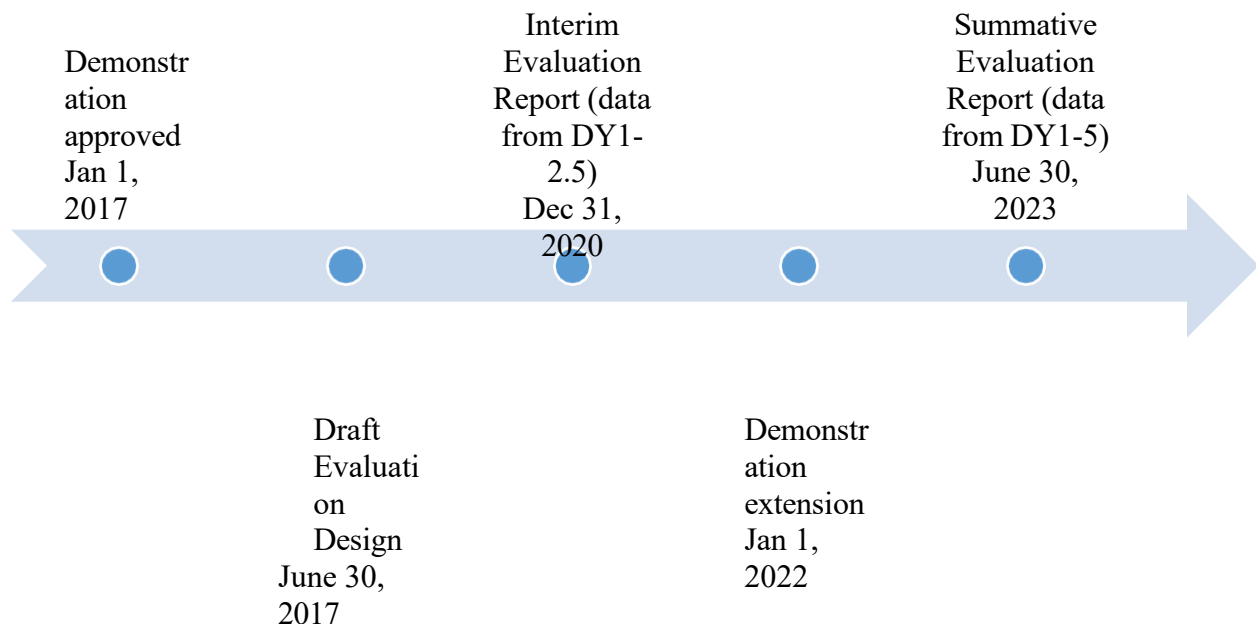 Demonstr
ation
approved
Jan 1,
2017
Interim
Evaluation
Report (data
from DY1-
2.5)
Dec 31,
2020
Summative
Evaluation
Report (data
from DY1-5)
June 30,
2023
Draft
Evaluati
on
Design
June 30,
2017
Demonstr
ation
extension
Jan 1,
2022